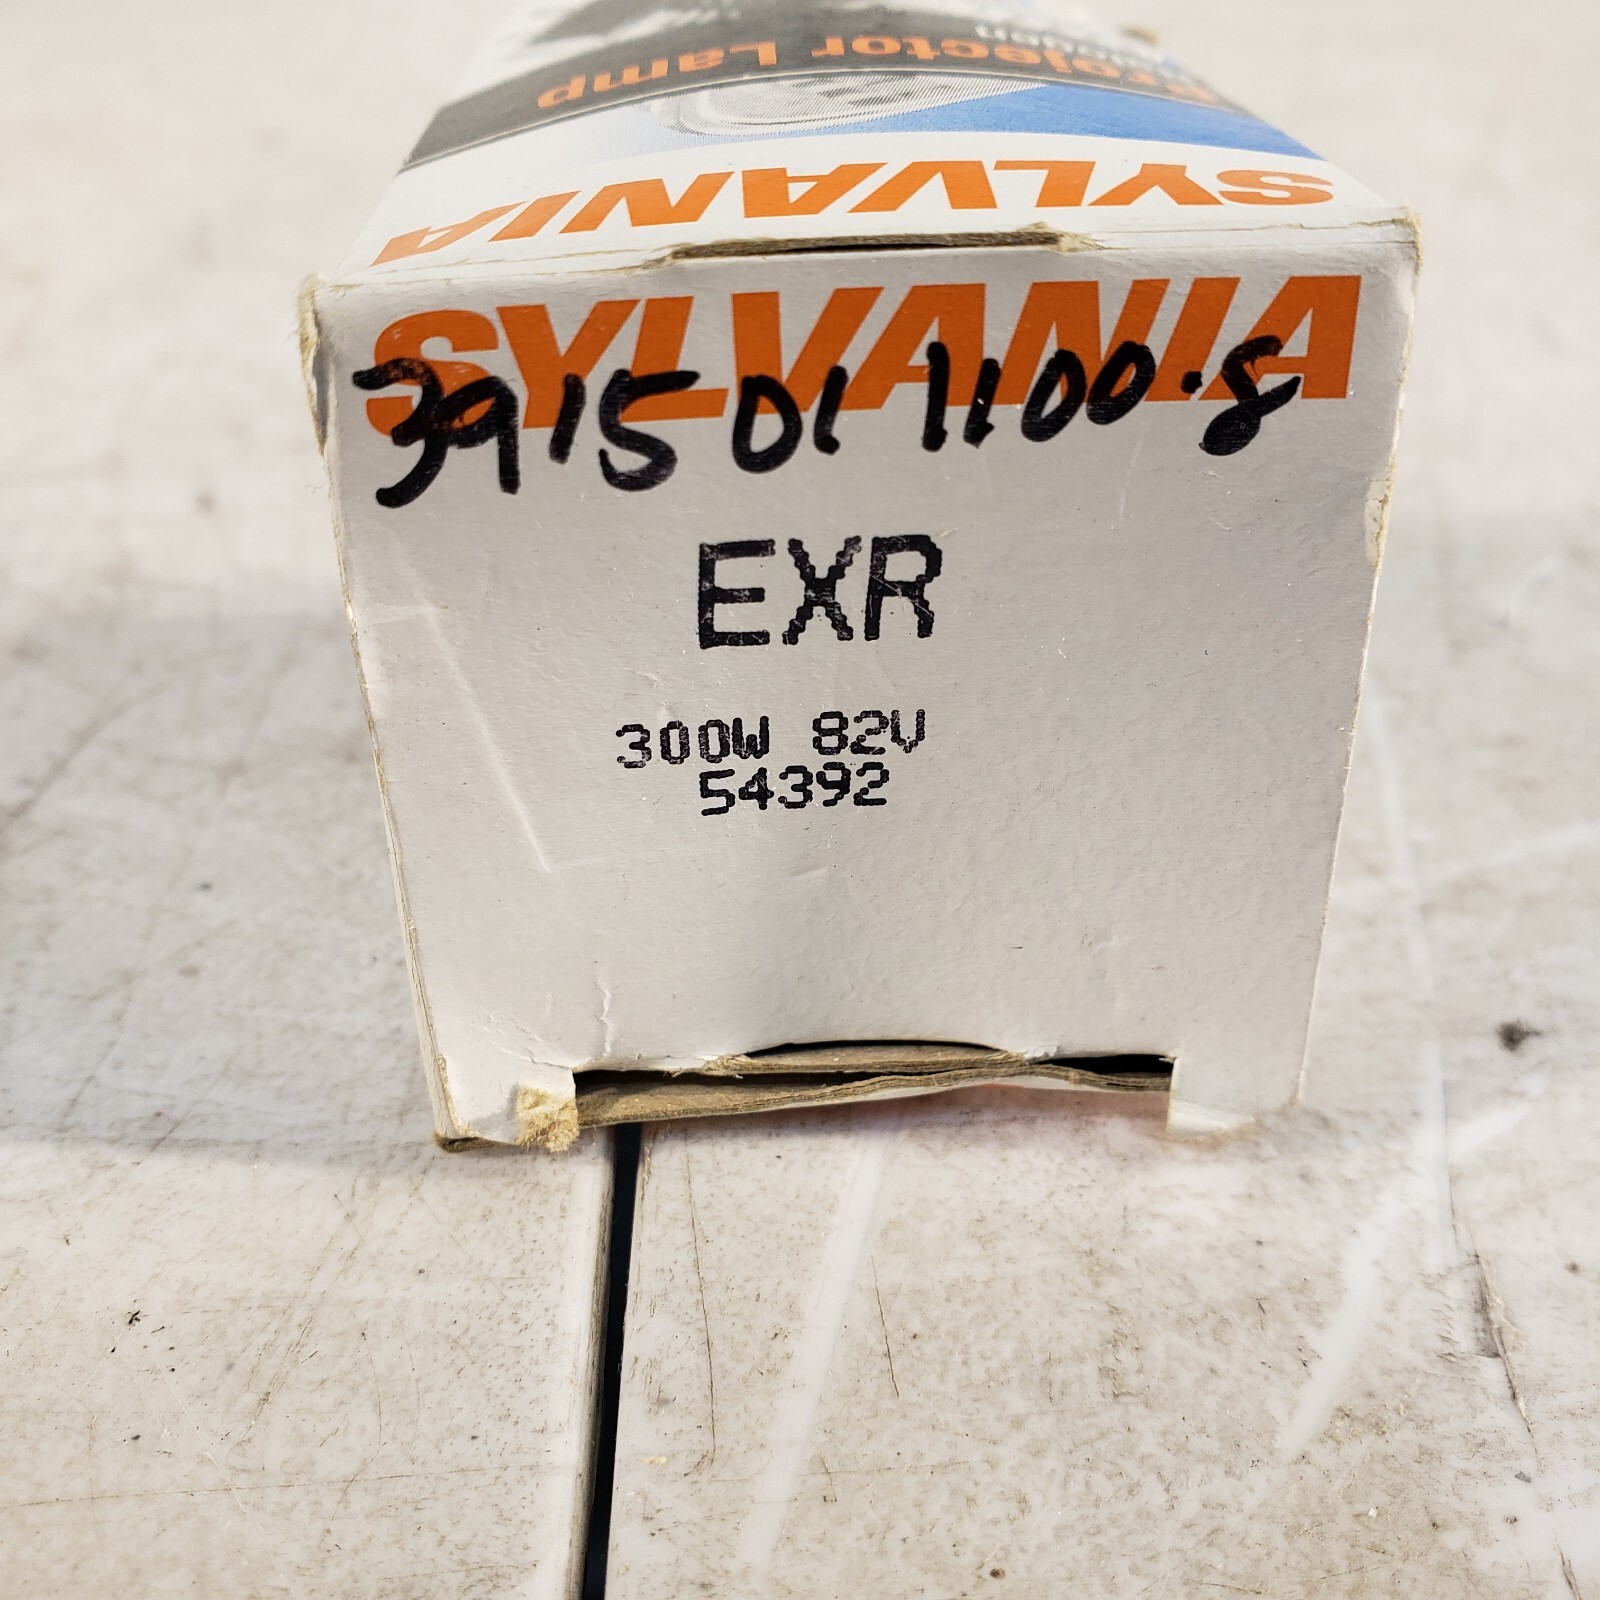 Projector Lamp
SYLVANIA
SYLVANIA
3915 01 1100.8
EXR
300W 82V
54392